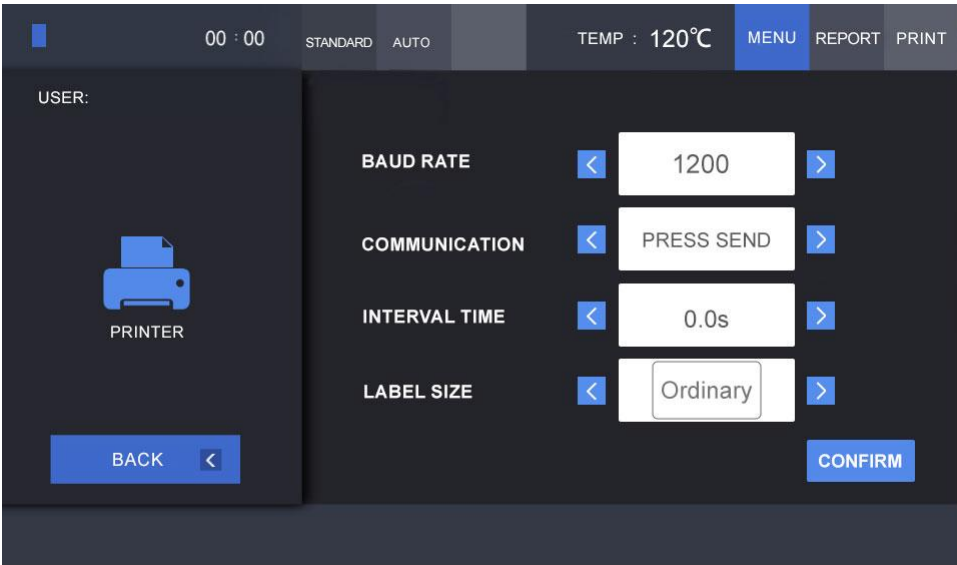 00 : 00 STANDARD AUTO TEMP : 120℃ MENU REPORT PRINT
USER:
PRINTER
BACK
BAUD RATE 1200
COMMUNICATION PRESS SEND
INTERVAL TIME 0.0s
LABEL SIZE Ordinary
CONFIRM